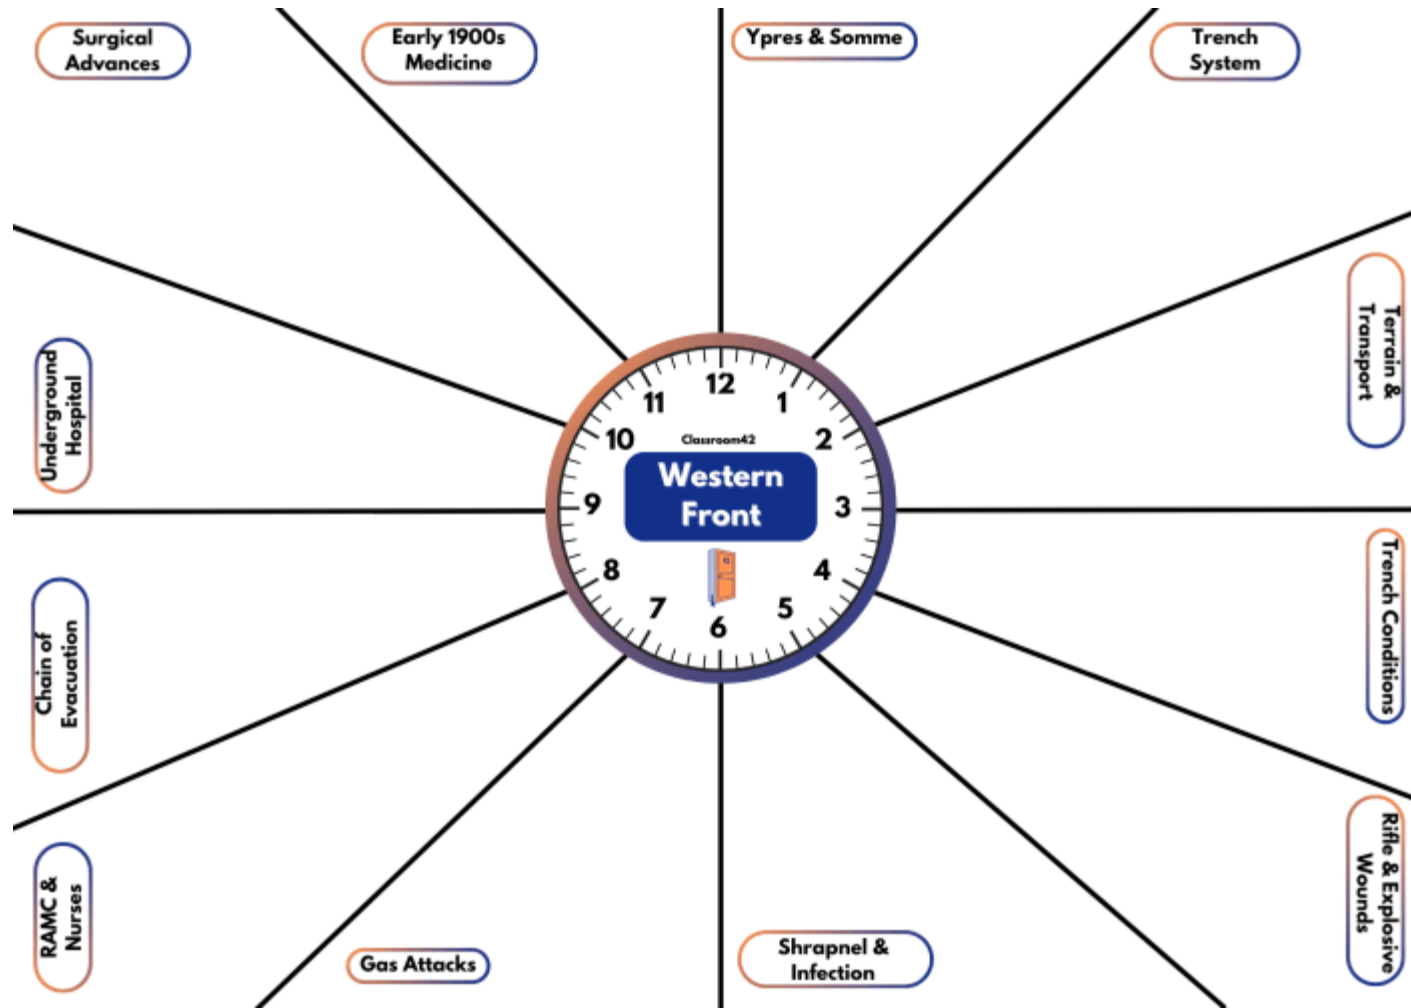 Surgical
Advances
Early 1900s
Medicine
Ypres & Somme
Trench
System
Terrain &
Transport
Trench Conditions
Rifle & Explosive
Wounds
Shrapnel &
Infection
Gas Attacks
RAMC &
Nurses
Chain of
Evacuation
Underground
Hospital
12
1
2
3
4
5
6
7
8
9
10
11
Classroom42
Western
Front